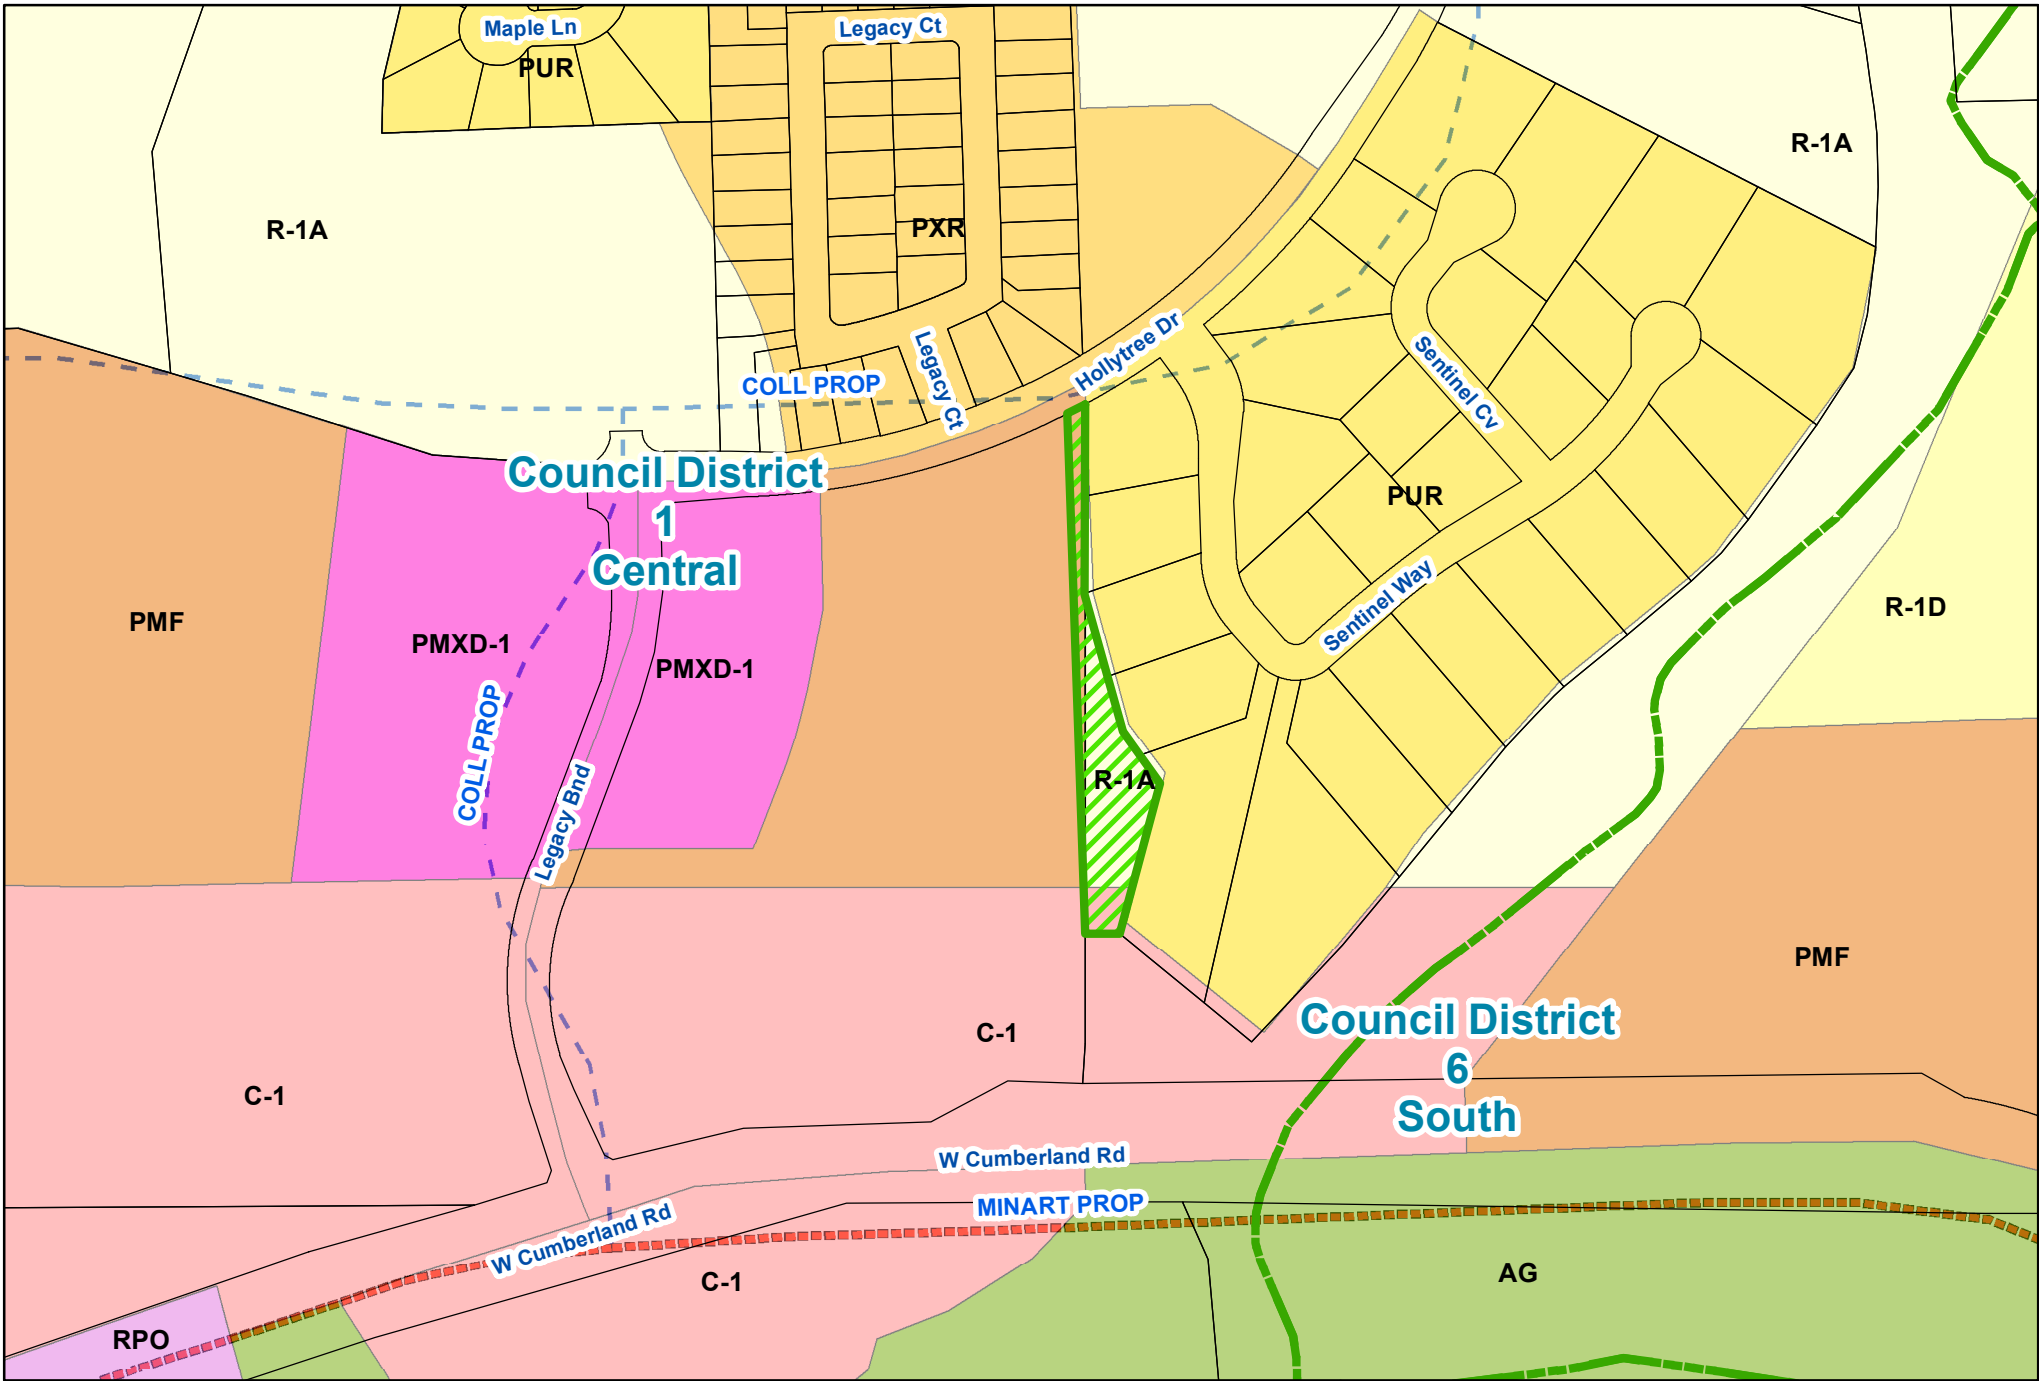 Maple Ln
Legacy Ct
PUR
R-1A
R-1A
PXR
Hollytree Dr
Legacy Ct
COLL PROP
Sentinel Cv
Council District
1
Central
PUR
PMF
PMXD-1
PMXD-1
Sentinel Way
R-1D
COLL PROP
Legacy Bnd
R-1A
PMF
C-1
Council District
6
South
C-1
W Cumberland Rd
MINART PROP
W Cumberland Rd
C-1
AG
RPO